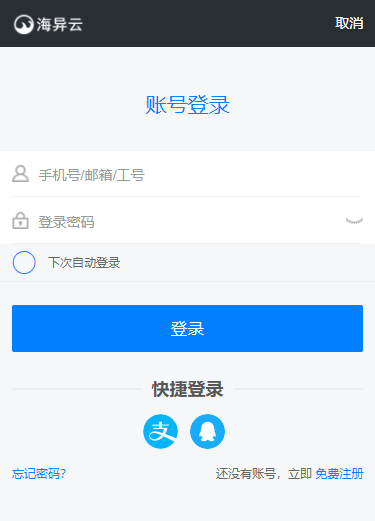 海异云
取消
账号登录
手机号/邮箱/工号
登录密码
下次自动登录
登录
快捷登录
支
忘记密码?
还没有账号，立即 免费注册